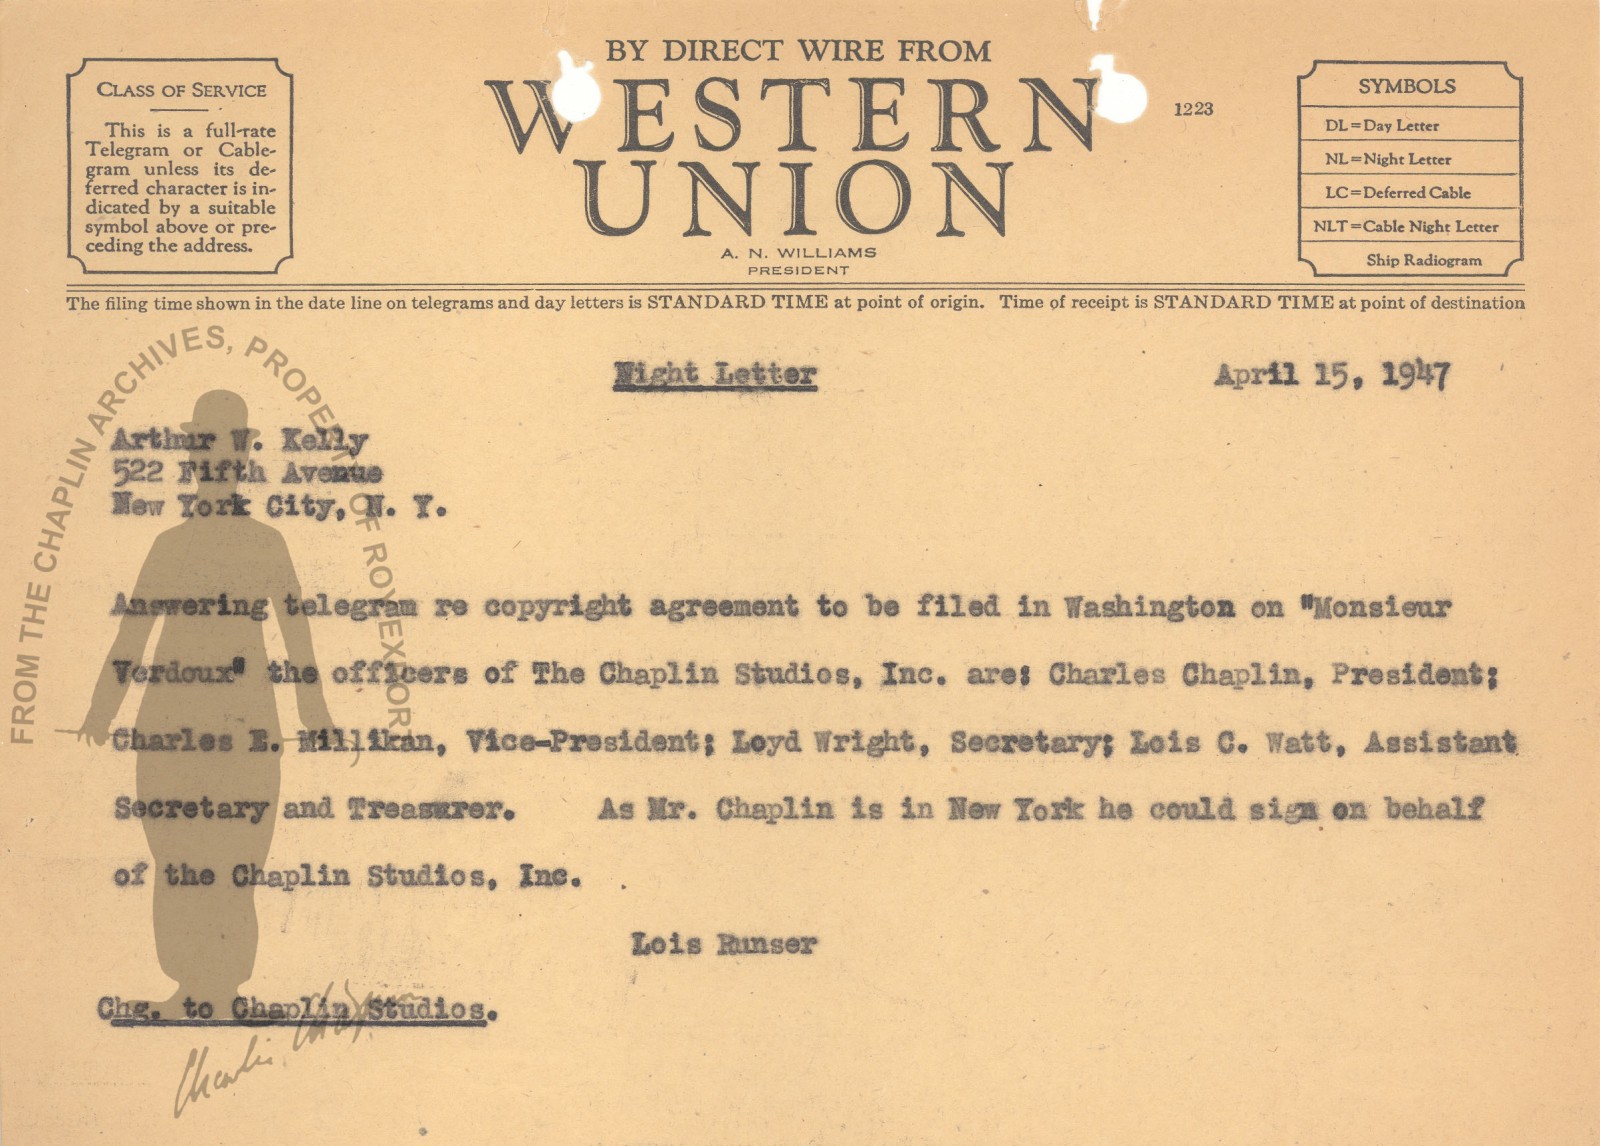 BY DIRECT WIRE FROM
WESTERN
UNION
1223
A. N. WILLIAMS
PRESIDENT
CLASS OF SERVICE
This is a full-rate
Telegram or Cable-
gram unless its de-
ferred character is in-
dicated by a suitable
symbol above or pre-
ceding the address.
SYMBOLS
DL=Day Letter
NL=Night Letter
LC=Deferred Cable
NLT=Cable Night Letter
Ship Radiogram
The filing time shown in the date line on telegrams and day letters is STANDARD TIME at point of origin. Time of receipt is STANDARD TIME at point of destination
Night Letter
April 15, 1947
Arthur W. Kelly
522 Fifth Avenue
New York City, N. Y.
Answering telegram re copyright agreement to be filed in Washington on "Monsieur
Verdoux" the officers of The Chaplin Studios, Inc. are: Charles Chaplin, President;
Charles E. Millikan, Vice-President; Loyd Wright, Secretary; Lois C. Watt, Assistant
Secretary and Treasurer. As Mr. Chaplin is in New York he could sign on behalf
of the Chaplin Studios, Inc.
Lois Runser
Chg. to Chaplin Studios.
FROM THE CHAPLIN ARCHIVES, PROPERTY OF ROY EXPORT
Charlie Chaplin